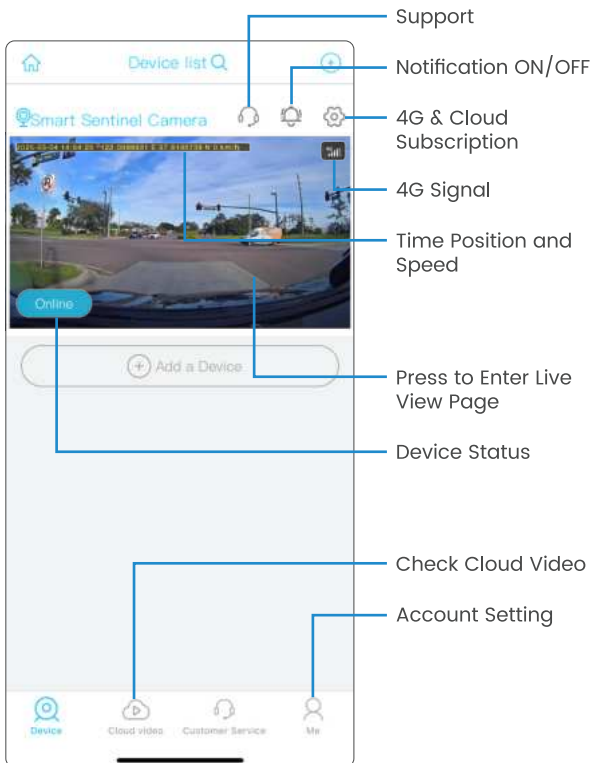 Support
Device list
Notification ON/OFF
Smart Sentinel Camera
4G & Cloud
Subscription
4G Signal
Time Position and
Speed
Online
Add a Device
Press to Enter Live
View Page
Device Status
Check Cloud Video
Account Setting
Device
Cloud video
Customer Service
Me